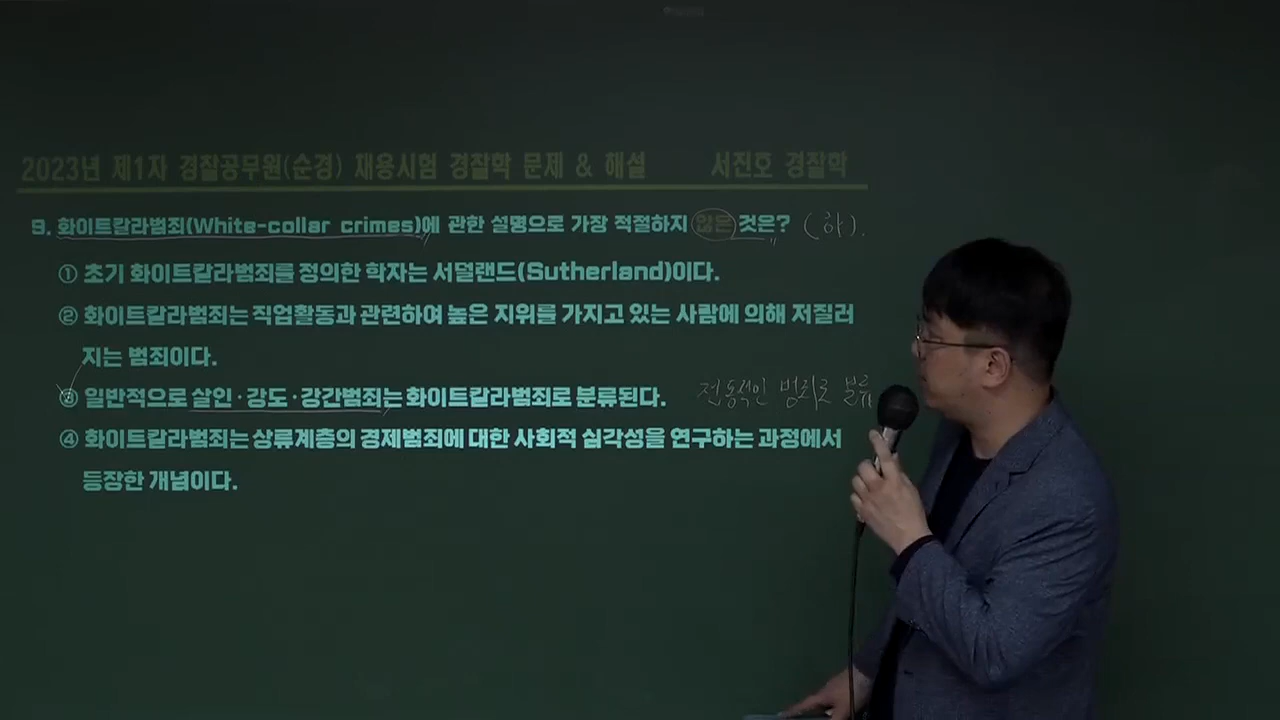 2023년 제1차 경찰공무원(순경) 채용시험 경찰학 문제 & 해설 서진호 경찰학
9. 화이트칼라범죄(White-collar crimes)에 관한 설명으로 가장 적절하지 않은 것은? (하).
① 초기 화이트칼라범죄를 정의한 학자는 서덜랜드(Sutherland)이다.
② 화이트칼라범죄는 직업활동과 관련하여 높은 지위를 가지고 있는 사람에 의해 저질러
지는 범죄이다.
③ 일반적으로 살인·강도·강간범죄는 화이트칼라범죄로 분류된다. 전통적인 범죄로 분류
④ 화이트칼라범죄는 상류계층의 경제범죄에 대한 사회적 심각성을 연구하는 과정에서
등장한 개념이다.